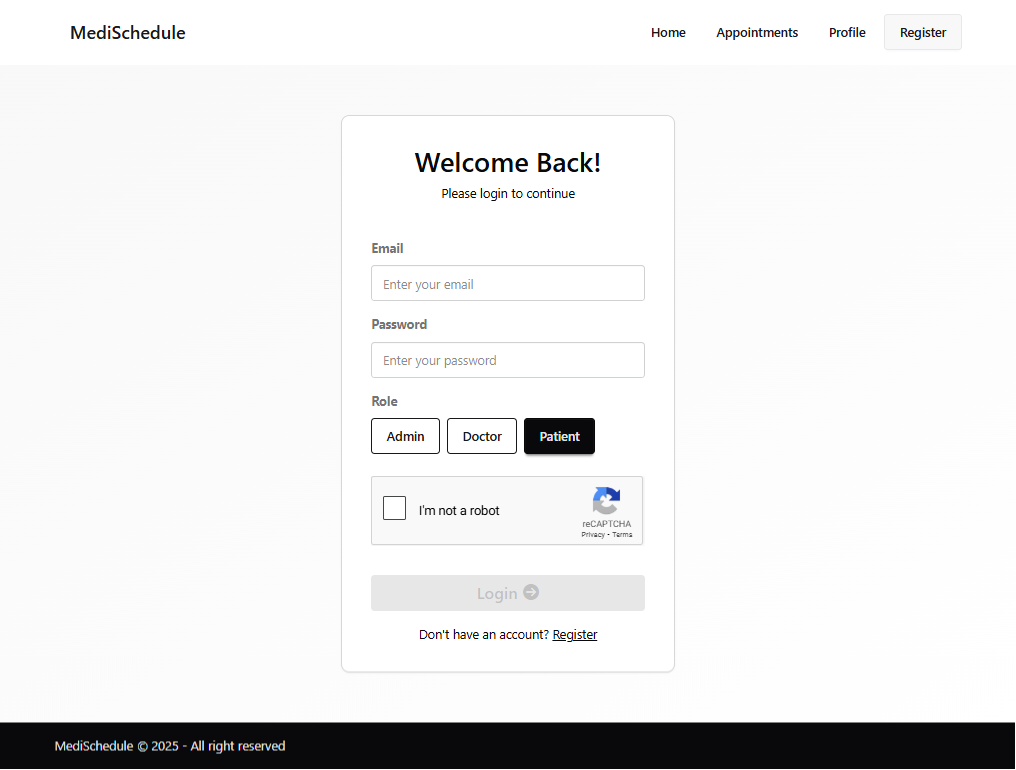 MediSchedule
Home Appointments Profile Register
Welcome Back!
Please login to continue
Email
Enter your email
Password
Enter your password
Role
Admin Doctor Patient
I'm not a robot
reCAPTCHA
Privacy - Terms
Login
Don't have an account? Register
MediSchedule © 2025 - All right reserved